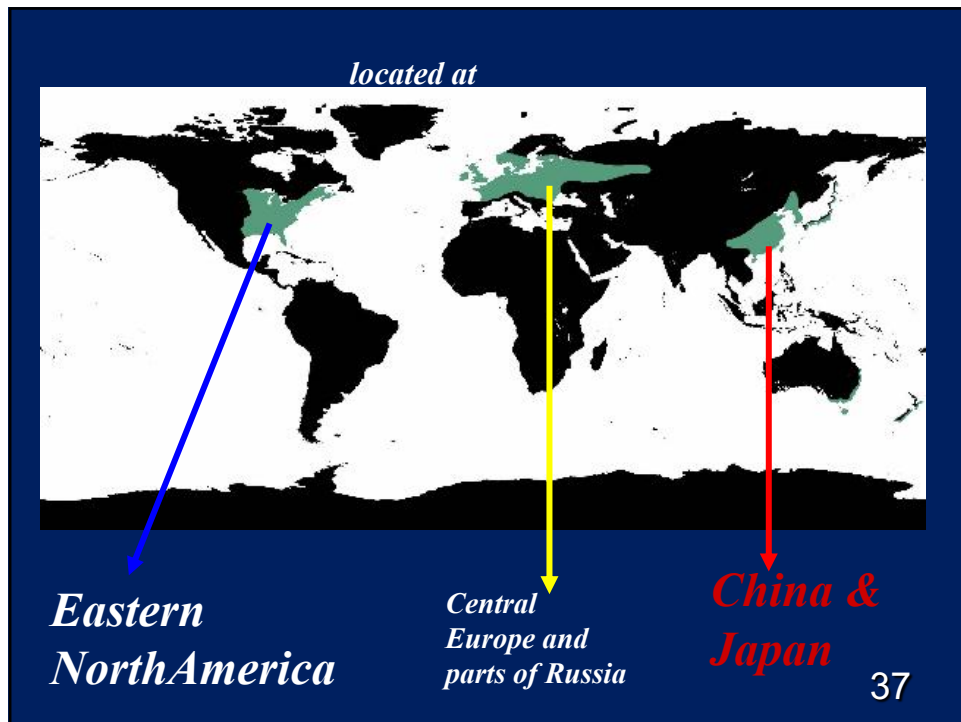 located at
Eastern
NorthAmerica
Central
Europe and
parts of Russia
China &
Japan
37